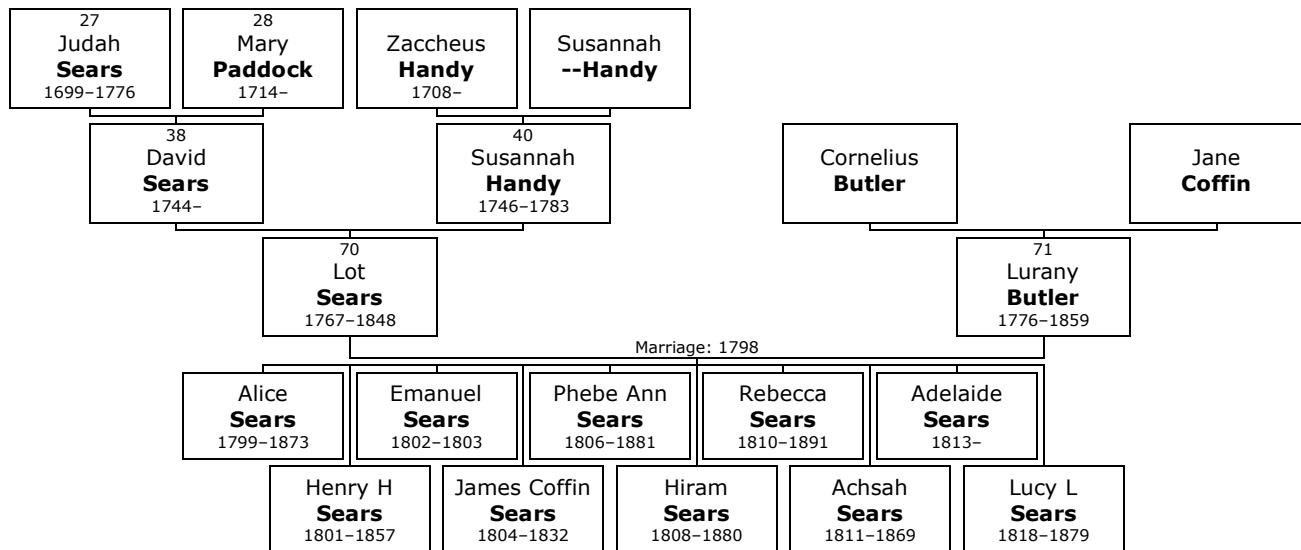 27
Judah
Sears
1699–1776
28
Mary
Paddock
1714–
Zaccheus
Handy
1708–
Susannah
--Handy
38
David
Sears
1744–
40
Susannah
Handy
1746–1783
Cornelius
Butler
Jane
Coffin
70
Lot
Sears
1767–1848
71
Lurany
Butler
1776–1859
Marriage: 1798
Alice
Sears
1799–1873
Emanuel
Sears
1802–1803
Phebe Ann
Sears
1806–1881
Rebecca
Sears
1810–1891
Adelaide
Sears
1813–
Henry H
Sears
1801–1857
James Coffin
Sears
1804–1832
Hiram
Sears
1808–1880
Achsah
Sears
1811–1869
Lucy L
Sears
1818–1879